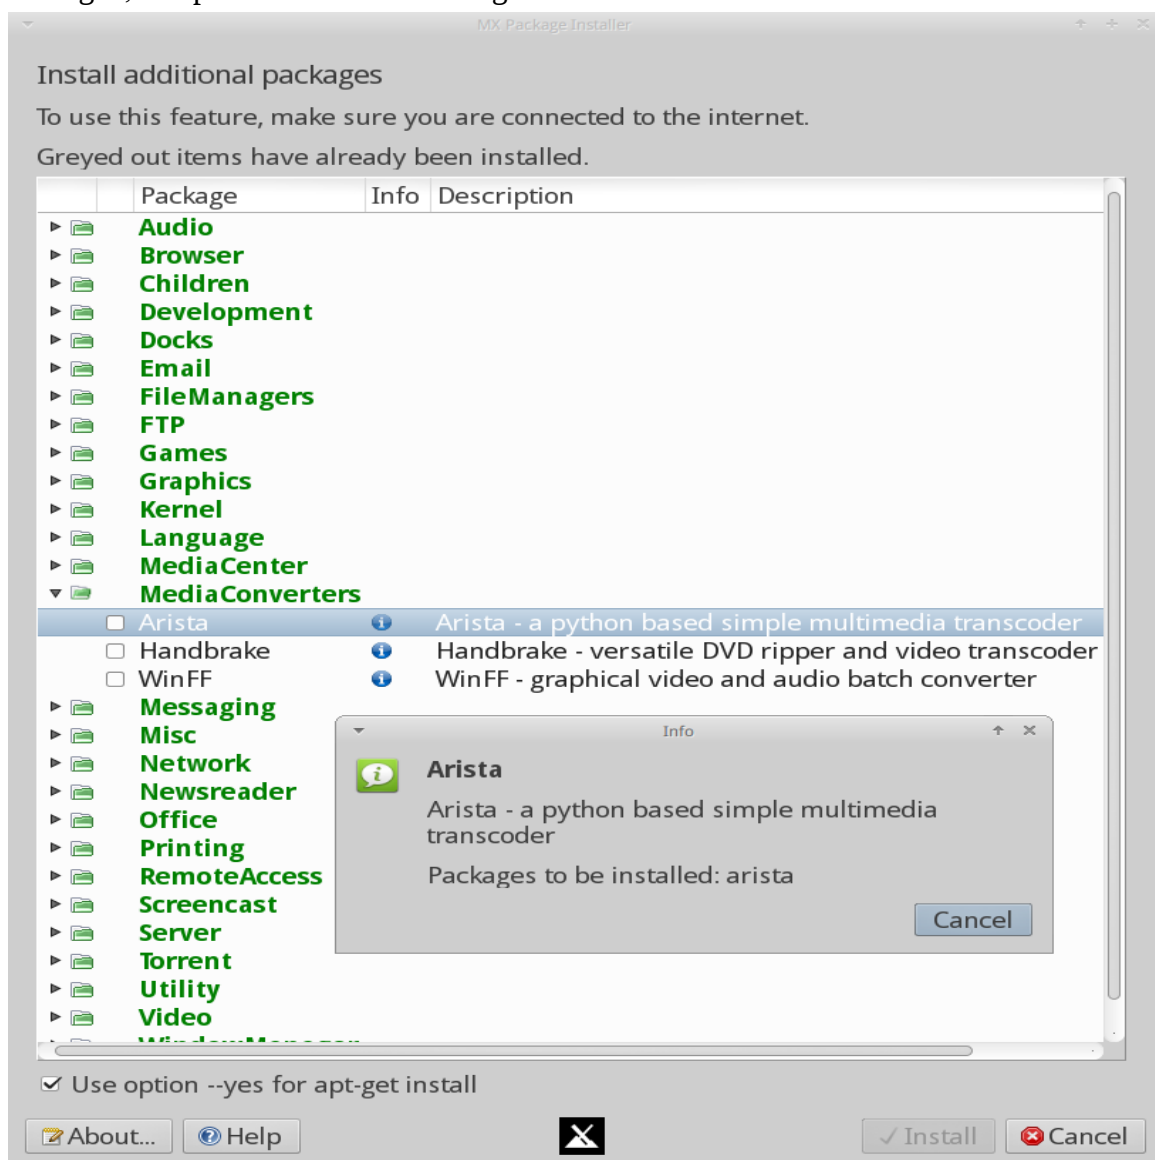 MX Package Installer
Install additional packages
To use this feature, make sure you are connected to the internet.
Greyed out items have already been installed.
Package Info Description
Audio
Browser
Children
Development
Docks
Email
FileManagers
FTP
Games
Graphics
Kernel
Language
MediaCenter
MediaConverters
Arista Arista - a python based simple multimedia transcoder
Handbrake Handbrake - versatile DVD ripper and video transcoder
WinFF WinFF - graphical video and audio batch converter
Messaging
Misc
Network
Newsreader
Office
Printing
RemoteAccess
Screencast
Server
Torrent
Utility
Video
WindowManager
Info
Arista
Arista - a python based simple multimedia
transcoder
Packages to be installed: arista
Cancel
Use option --yes for apt-get install
About... Help Install Cancel